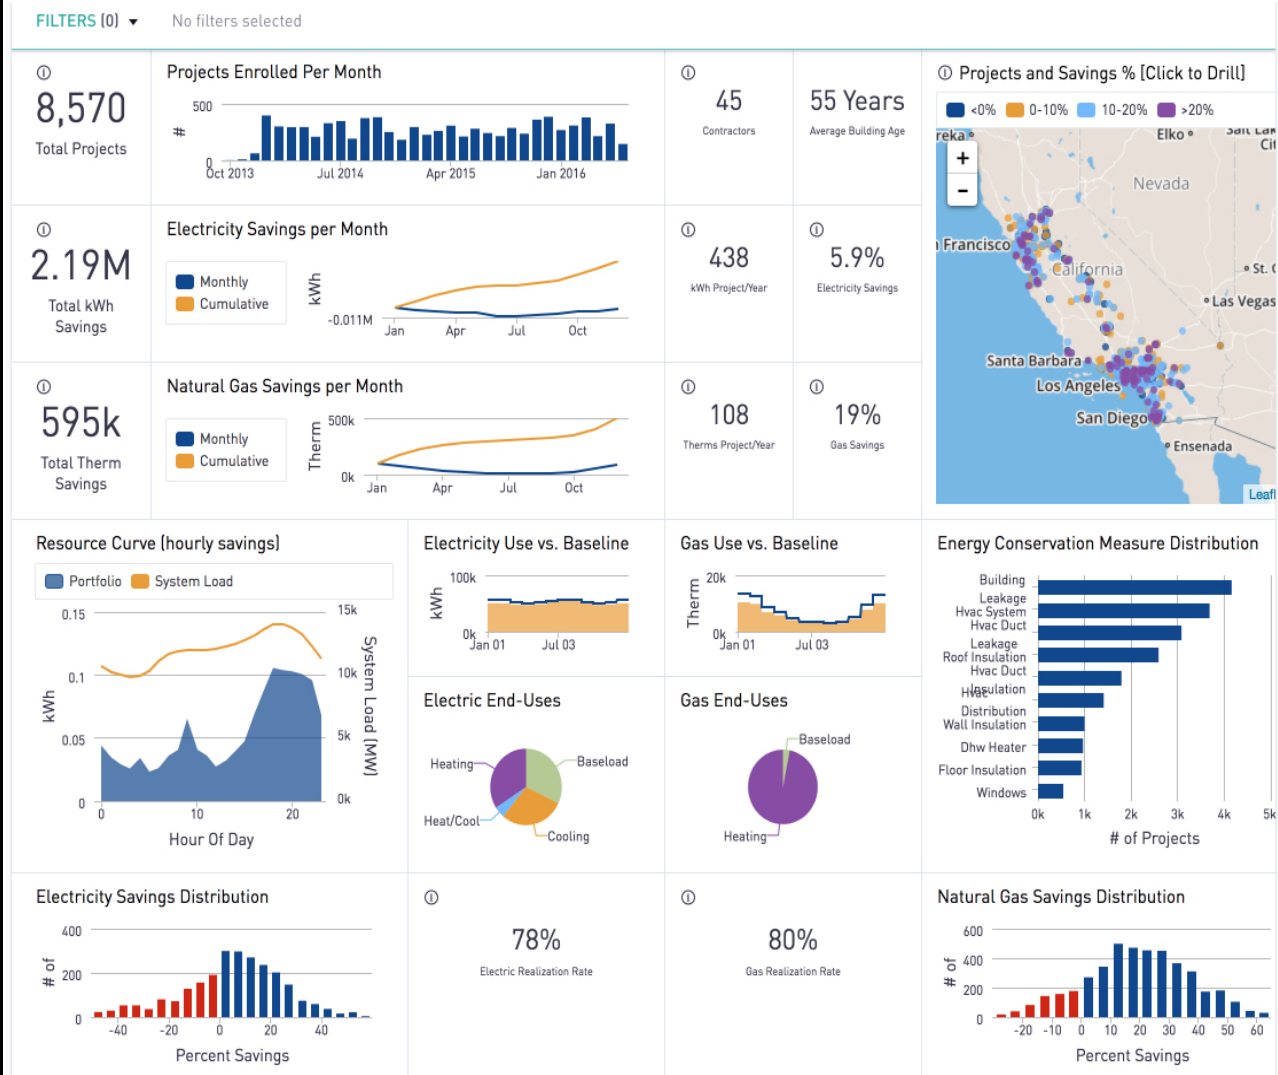 FILTERS (0) No filters selected
8,570
Total Projects
Projects Enrolled Per Month
500
#
0
Oct 2013 Jul 2014 Apr 2015 Jan 2016
45
Contractors
55 Years
Average Building Age
Projects and Savings % [Click to Drill]
<0% 0-10% 10-20% >20%
+
-
reka
Elko
Salt Lak
Cit
Nevada
n Francisco
California
St. G
Las Vegas
Santa Barbara
Los Angeles
San Diego
Ensenada
Leafl
2.19M
Total kWh
Savings
Electricity Savings per Month
Monthly
Cumulative
kWh
-0.011M
Jan Apr Jul Oct
438
kWh Project/Year
5.9%
Electricity Savings
595k
Total Therm
Savings
Natural Gas Savings per Month
Monthly
Cumulative
Therm
500k
0k
Jan Apr Jul Oct
108
Therms Project/Year
19%
Gas Savings
Resource Curve (hourly savings)
Portfolio System Load
0.15
0.1
0.05
0
kWh
15k
10k
5k
0k
System Load (MW)
0 10 20
Hour Of Day
Electricity Use vs. Baseline
100k
kWh
0k
Jan 01 Jul 03
Gas Use vs. Baseline
20k
Therm
0k
Jan 01 Jul 03
Electric End-Uses
Heating
Baseload
Heat/Cool
Cooling
Gas End-Uses
Baseload
Heating
Energy Conservation Measure Distribution
Building
Leakage
Hvac System
Hvac Duct
Leakage
Roof Insulation
Hvac Duct
Insulation
Hvac
Distribution
Wall Insulation
Dhw Heater
Floor Insulation
Windows
0k 1k 2k 3k 4k 5k
# of Projects
Electricity Savings Distribution
400
200
0
# of
-40 -20 0 20 40
Percent Savings
78%
Electric Realization Rate
80%
Gas Realization Rate
Natural Gas Savings Distribution
600
400
200
0
# of
-20 -10 0 10 20 30 40 50 60
Percent Savings